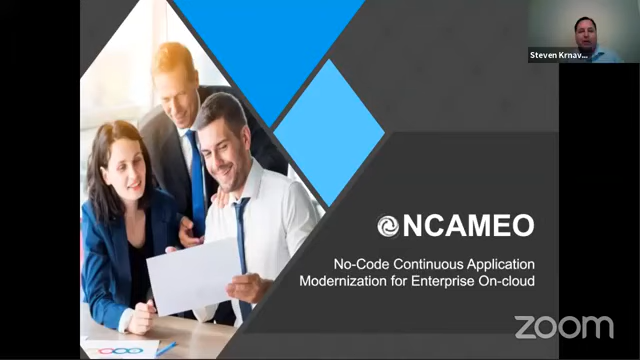 Steven Krnav...
NCAMEO
No-Code Continuous Application
Modernization for Enterprise On-cloud
zoom